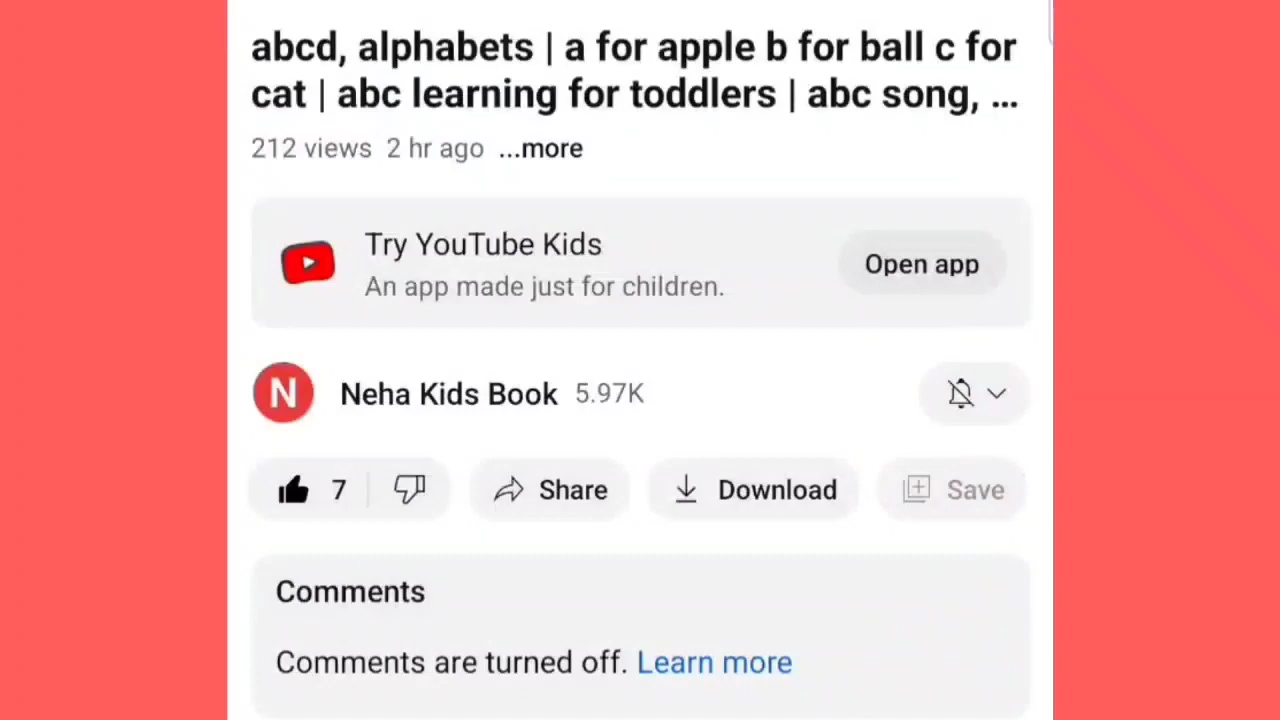 abcd, alphabets | a for apple b for ball c for
cat | abc learning for toddlers | abc song, ...
212 views 2 hr ago ...more
Try YouTube Kids
An app made just for children.
Open app
N Neha Kids Book 5.97K
7 Share Download Save
Comments
Comments are turned off. Learn more